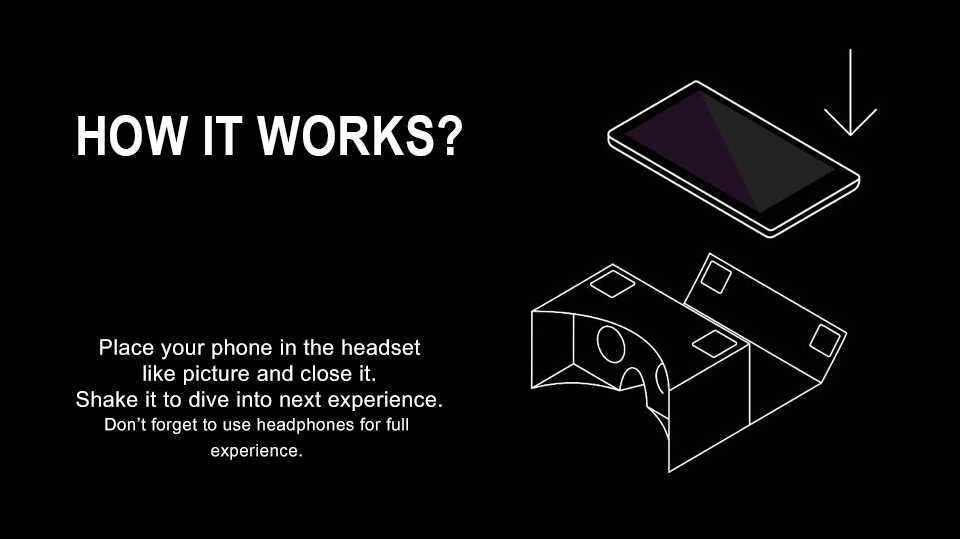 HOW IT WORKS?
Place your phone in the headset
like picture and close it.
Shake it to dive into next experience.
Don’t forget to use headphones for full
experience.